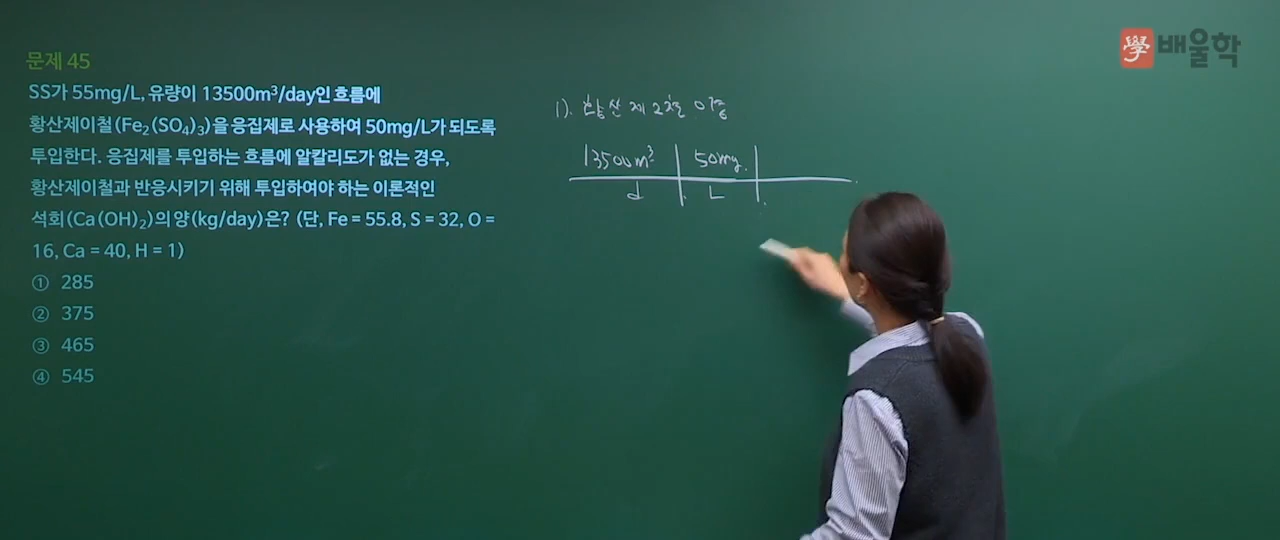 學 배울학
문제 45
SS가 55mg/L, 유량이 13500m³/day인 흐름에
황산제이철(Fe₂(SO₄)₃)을 응집제로 사용하여 50mg/L가 되도록
투입한다. 응집제를 투입하는 흐름에 알칼리도가 없는 경우,
황산제이철과 반응시키기 위해 투입하여야 하는 이론적인
석회(Ca(OH)₂)의 양(kg/day)은? (단, Fe = 55.8, S = 32, O =
16, Ca = 40, H = 1)
① 285
② 375
③ 465
④ 545
1). 황산제2철
13500m³ 50mg
d L